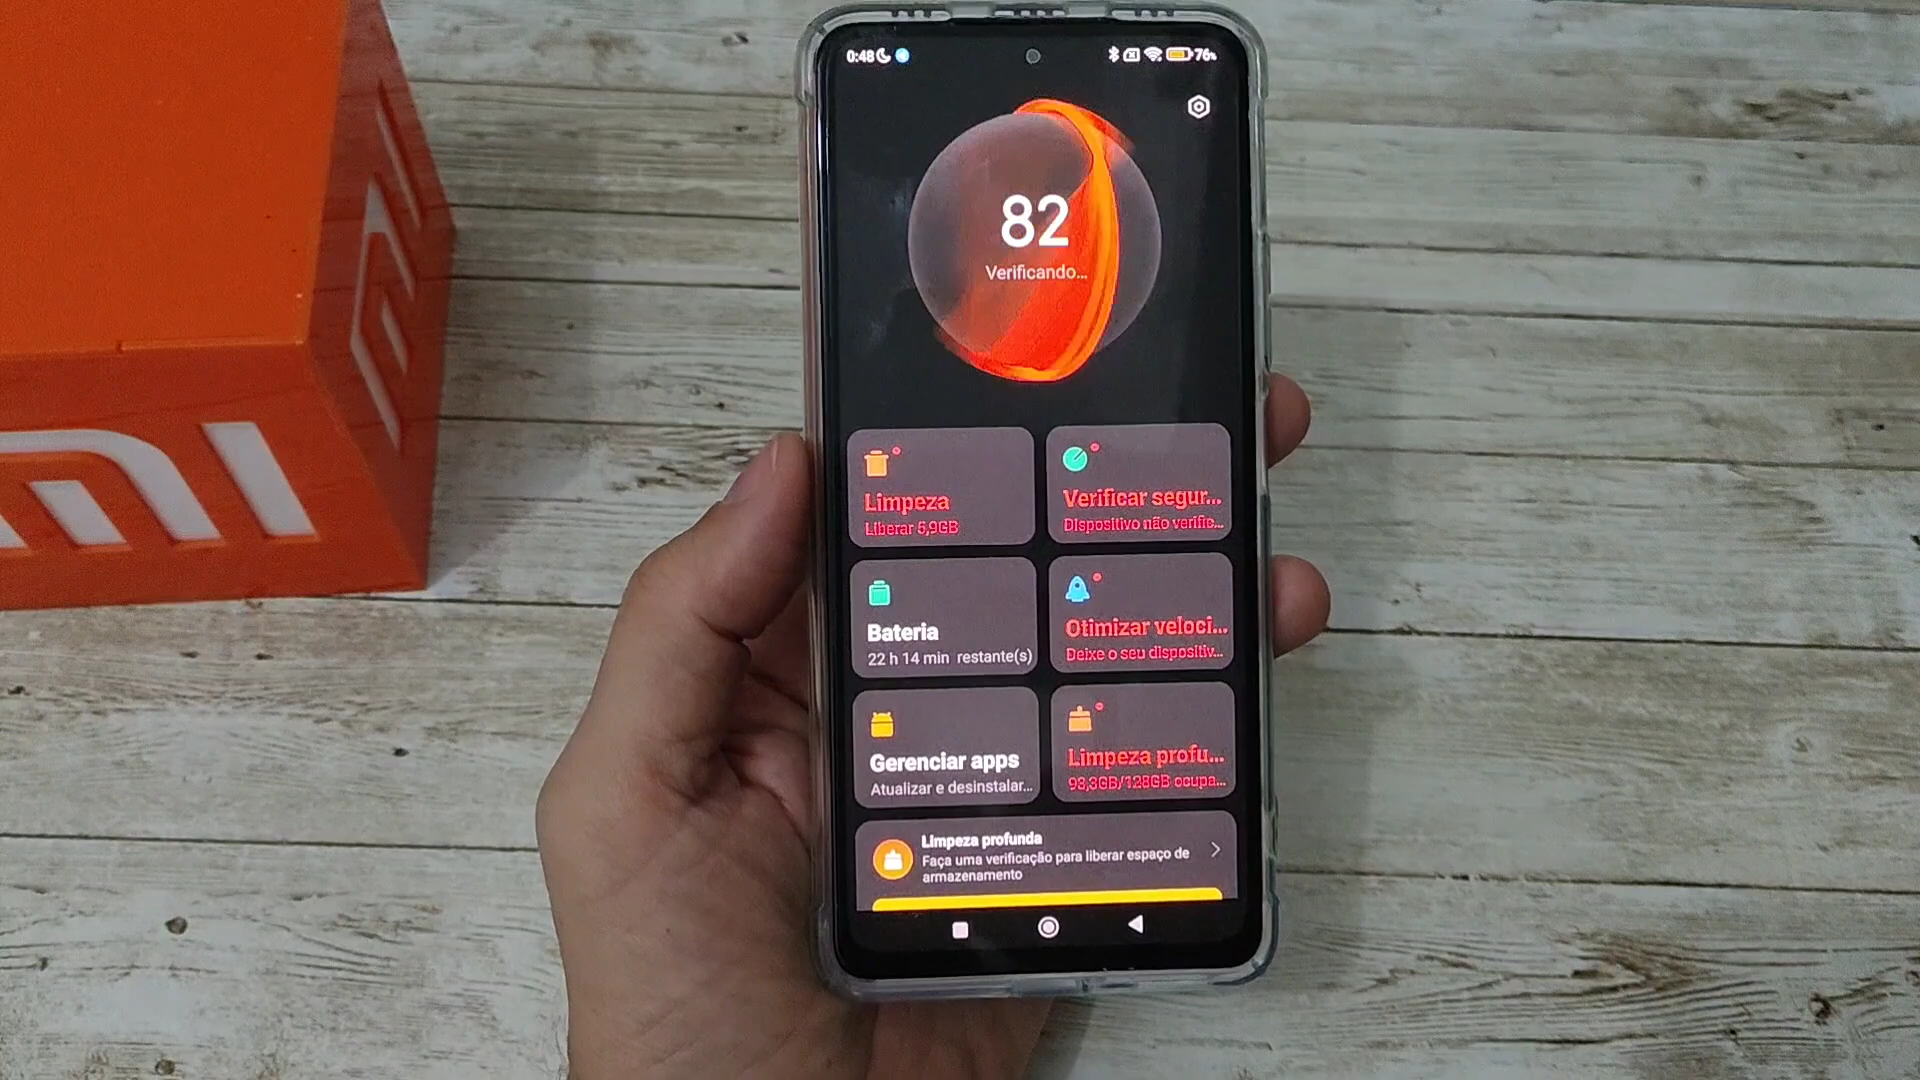 0:48
76%
82
Verificando...
Limpeza
Liberar 5,9GB
Verificar segur...
Dispositivo não verific...
Bateria
22 h 14 min restante(s)
Otimizar veloci...
Deixe o seu dispositiv...
Gerenciar apps
Atualizar e desinstalar...
Limpeza profu...
98,3GB/128GB ocupa...
Limpeza profunda
Faça uma verificação para liberar espaço de
armazenamento